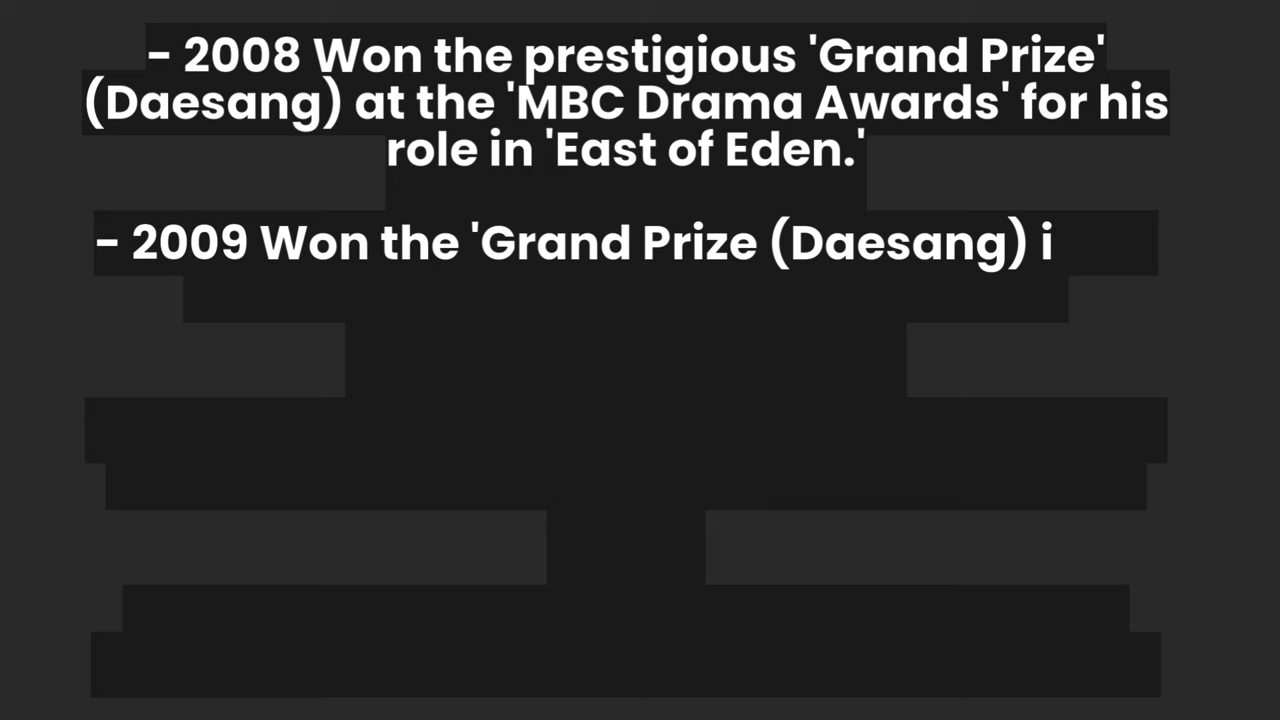 - 2008 Won the prestigious 'Grand Prize'
(Daesang) at the 'MBC Drama Awards' for his
role in 'East of Eden.'
- 2009 Won the 'Grand Prize (Daesang) i